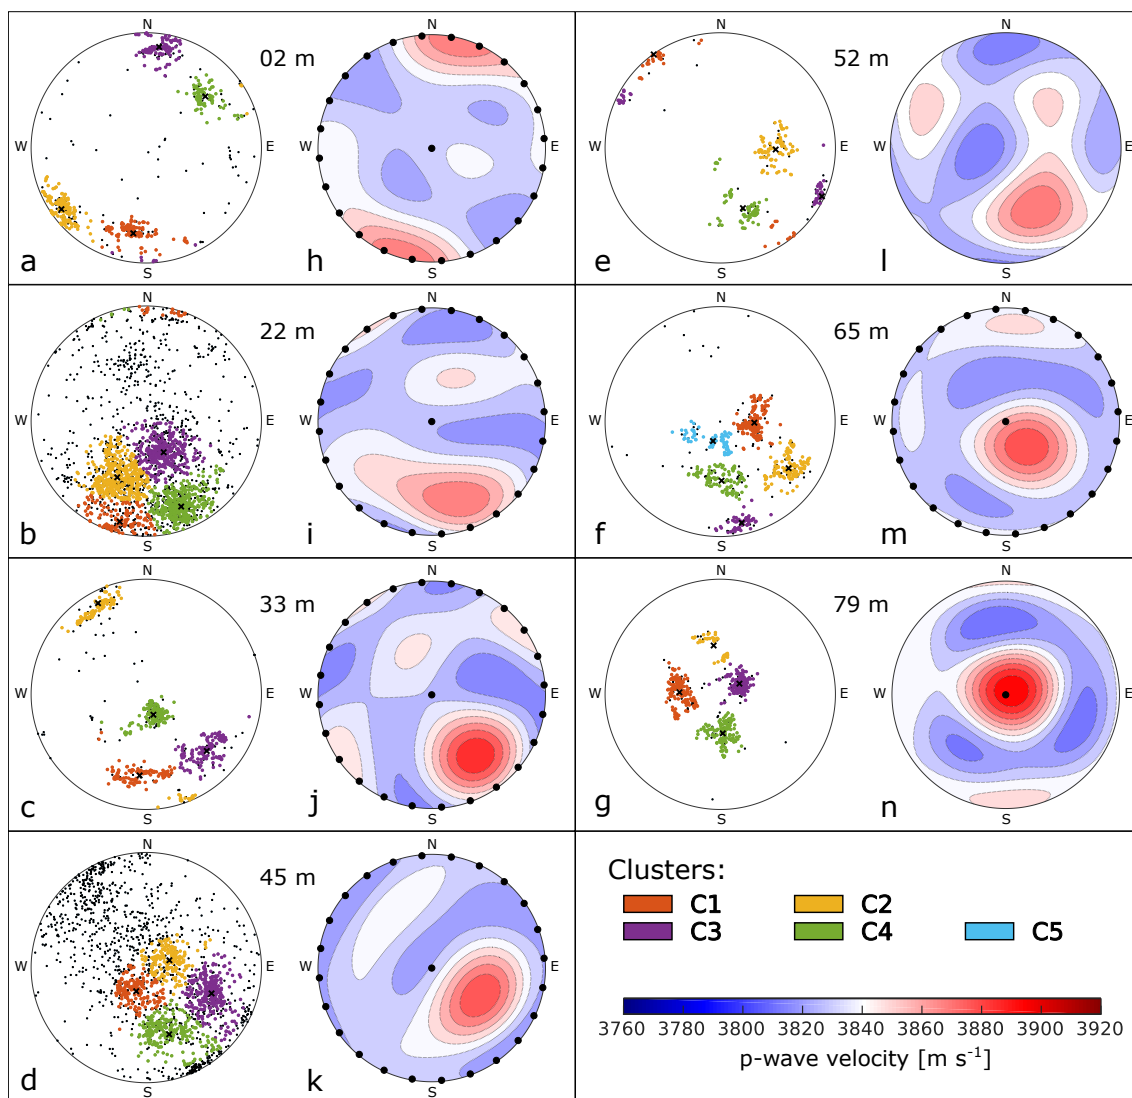 N
W
E
S
a
02 m
N
W
E
S
h
N
W
E
S
e
52 m
N
W
E
S
l
N
W
E
S
b
22 m
N
W
E
S
i
N
W
E
S
f
65 m
N
W
E
S
m
N
W
E
S
c
33 m
N
W
E
S
j
N
W
E
S
g
79 m
N
W
E
S
n
N
W
E
S
d
45 m
N
W
E
S
k
Clusters:
C1 C2
C3 C4 C5
3760 3780 3800 3820 3840 3860 3880 3900 3920
p-wave velocity [m s⁻¹]